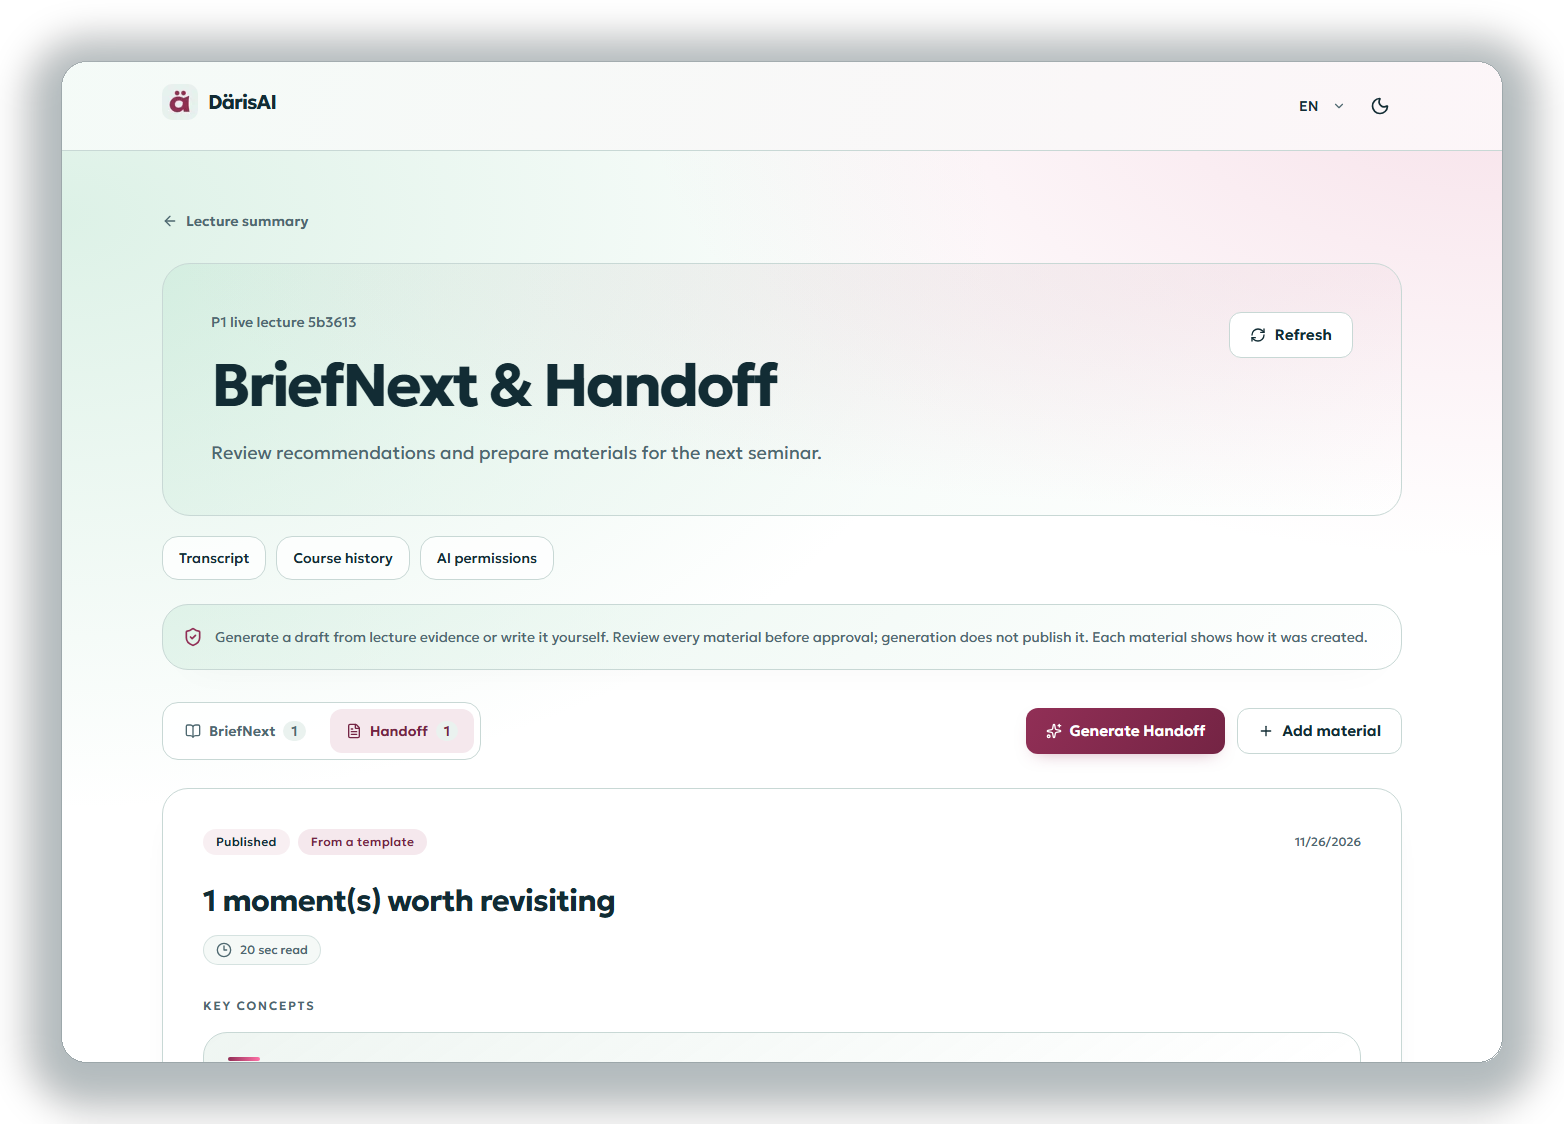 ä DärisAI
EN
Lecture summary
P1 live lecture 5b3613
Refresh
BriefNext & Handoff
Review recommendations and prepare materials for the next seminar.
Transcript
Course history
AI permissions
Generate a draft from lecture evidence or write it yourself. Review every material before approval; generation does not publish it. Each material shows how it was created.
BriefNext 1
Handoff 1
Generate Handoff
Add material
Published
From a template
11/26/2026
1 moment(s) worth revisiting
20 sec read
KEY CONCEPTS